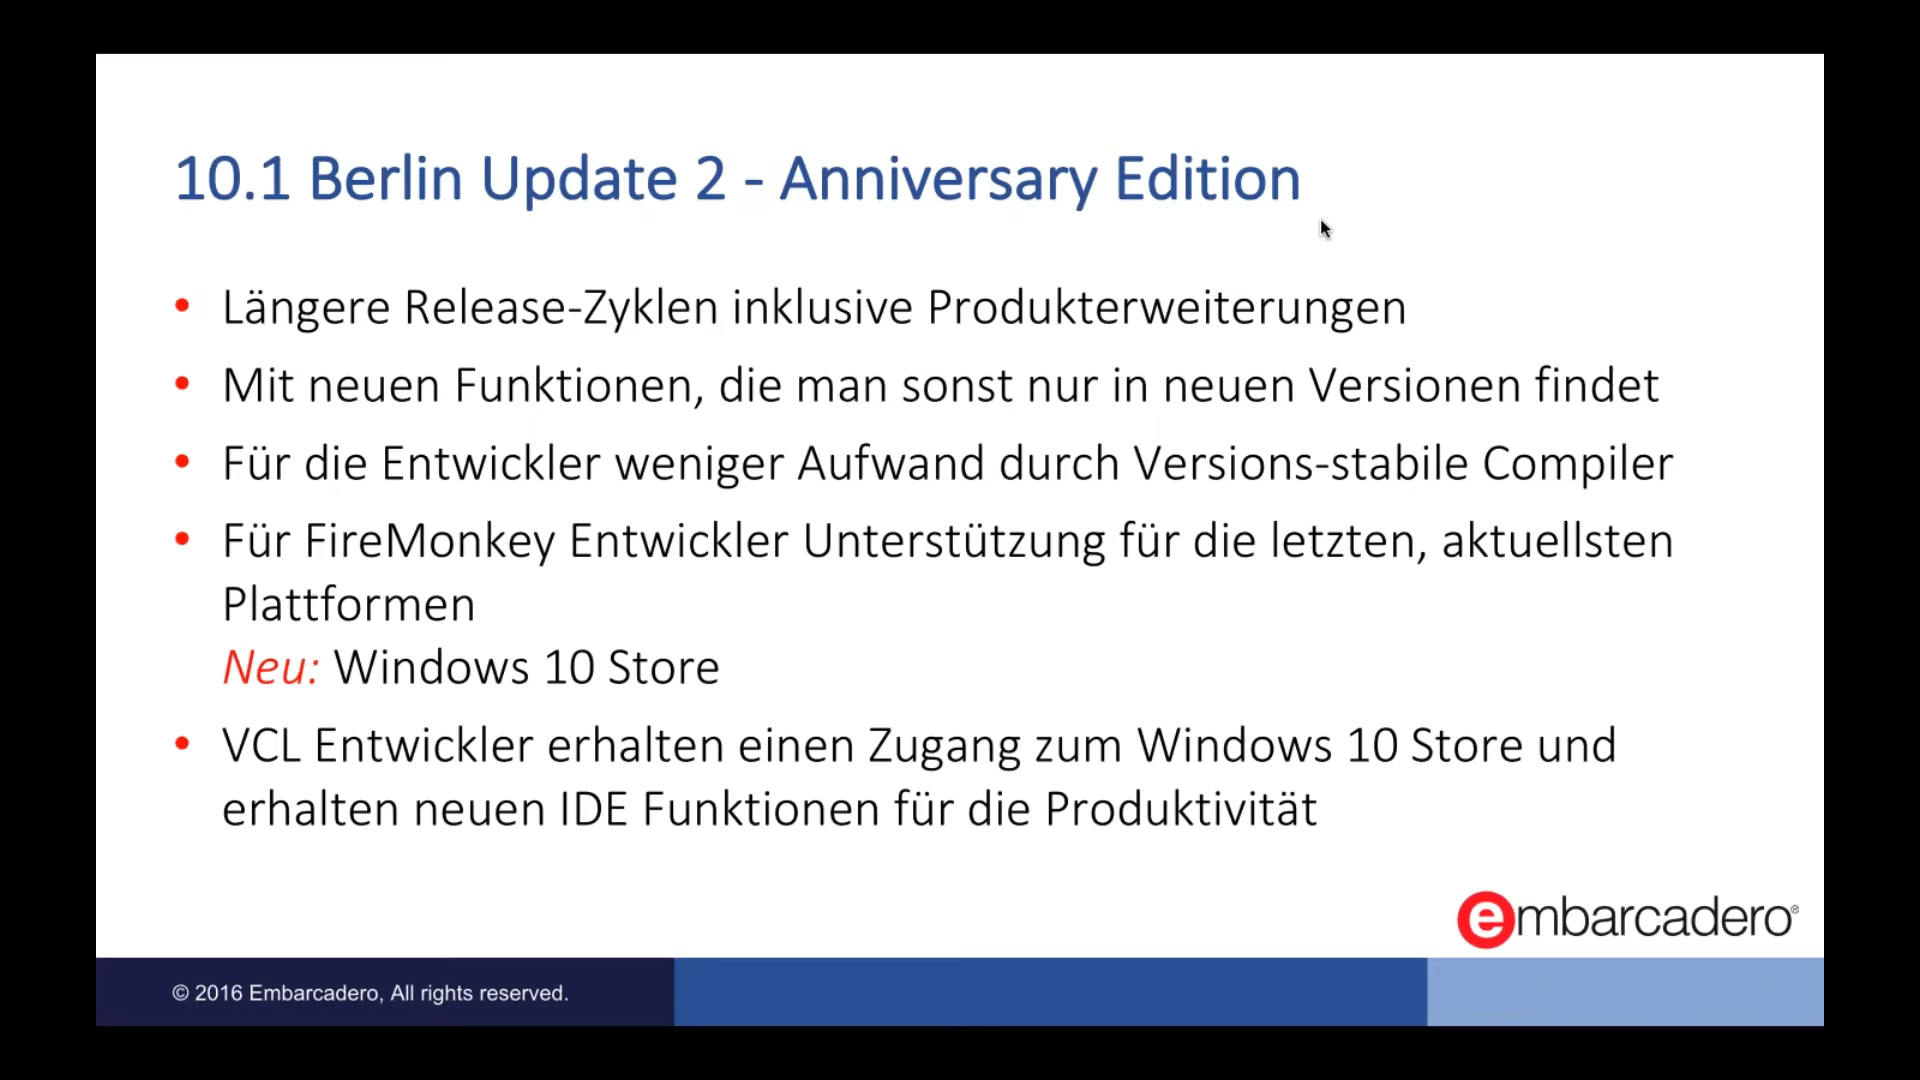 10.1 Berlin Update 2 - Anniversary Edition
• Längere Release-Zyklen inklusive Produkterweiterungen
• Mit neuen Funktionen, die man sonst nur in neuen Versionen findet
• Für die Entwickler weniger Aufwand durch Versions-stabile Compiler
• Für FireMonkey Entwickler Unterstützung für die letzten, aktuellsten
Plattformen
Neu: Windows 10 Store
• VCL Entwickler erhalten einen Zugang zum Windows 10 Store und
erhalten neuen IDE Funktionen für die Produktivität
embarcadero®
© 2016 Embarcadero, All rights reserved.